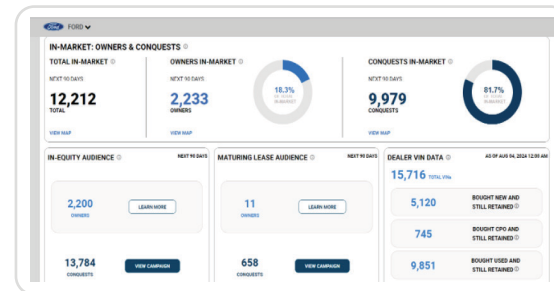 Ford FORD
IN-MARKET: OWNERS & CONQUESTS
TOTAL IN-MARKET
NEXT 90 DAYS
12,212
TOTAL
VIEW MAP
OWNERS IN-MARKET
NEXT 90 DAYS
2,233
OWNERS
VIEW MAP
18.3%
IN-MARKET
CONQUESTS IN-MARKET
NEXT 90 DAYS
9,979
CONQUESTS
VIEW MAP
81.7%
IN-MARKET
IN-EQUITY AUDIENCE NEXT 90 DAYS
2,200
OWNERS
LEARN MORE
13,784
CONQUESTS
VIEW CAMPAIGN
MATURING LEASE AUDIENCE NEXT 90 DAYS
11
OWNERS
LEARN MORE
658
CONQUESTS
VIEW CAMPAIGN
DEALER VIN DATA AS OF AUG 04, 2024 12:00 AM
15,716 TOTAL VINs
5,120
BOUGHT NEW AND
STILL RETAINED
745
BOUGHT CPO AND
STILL RETAINED
9,851
BOUGHT USED AND
STILL RETAINED